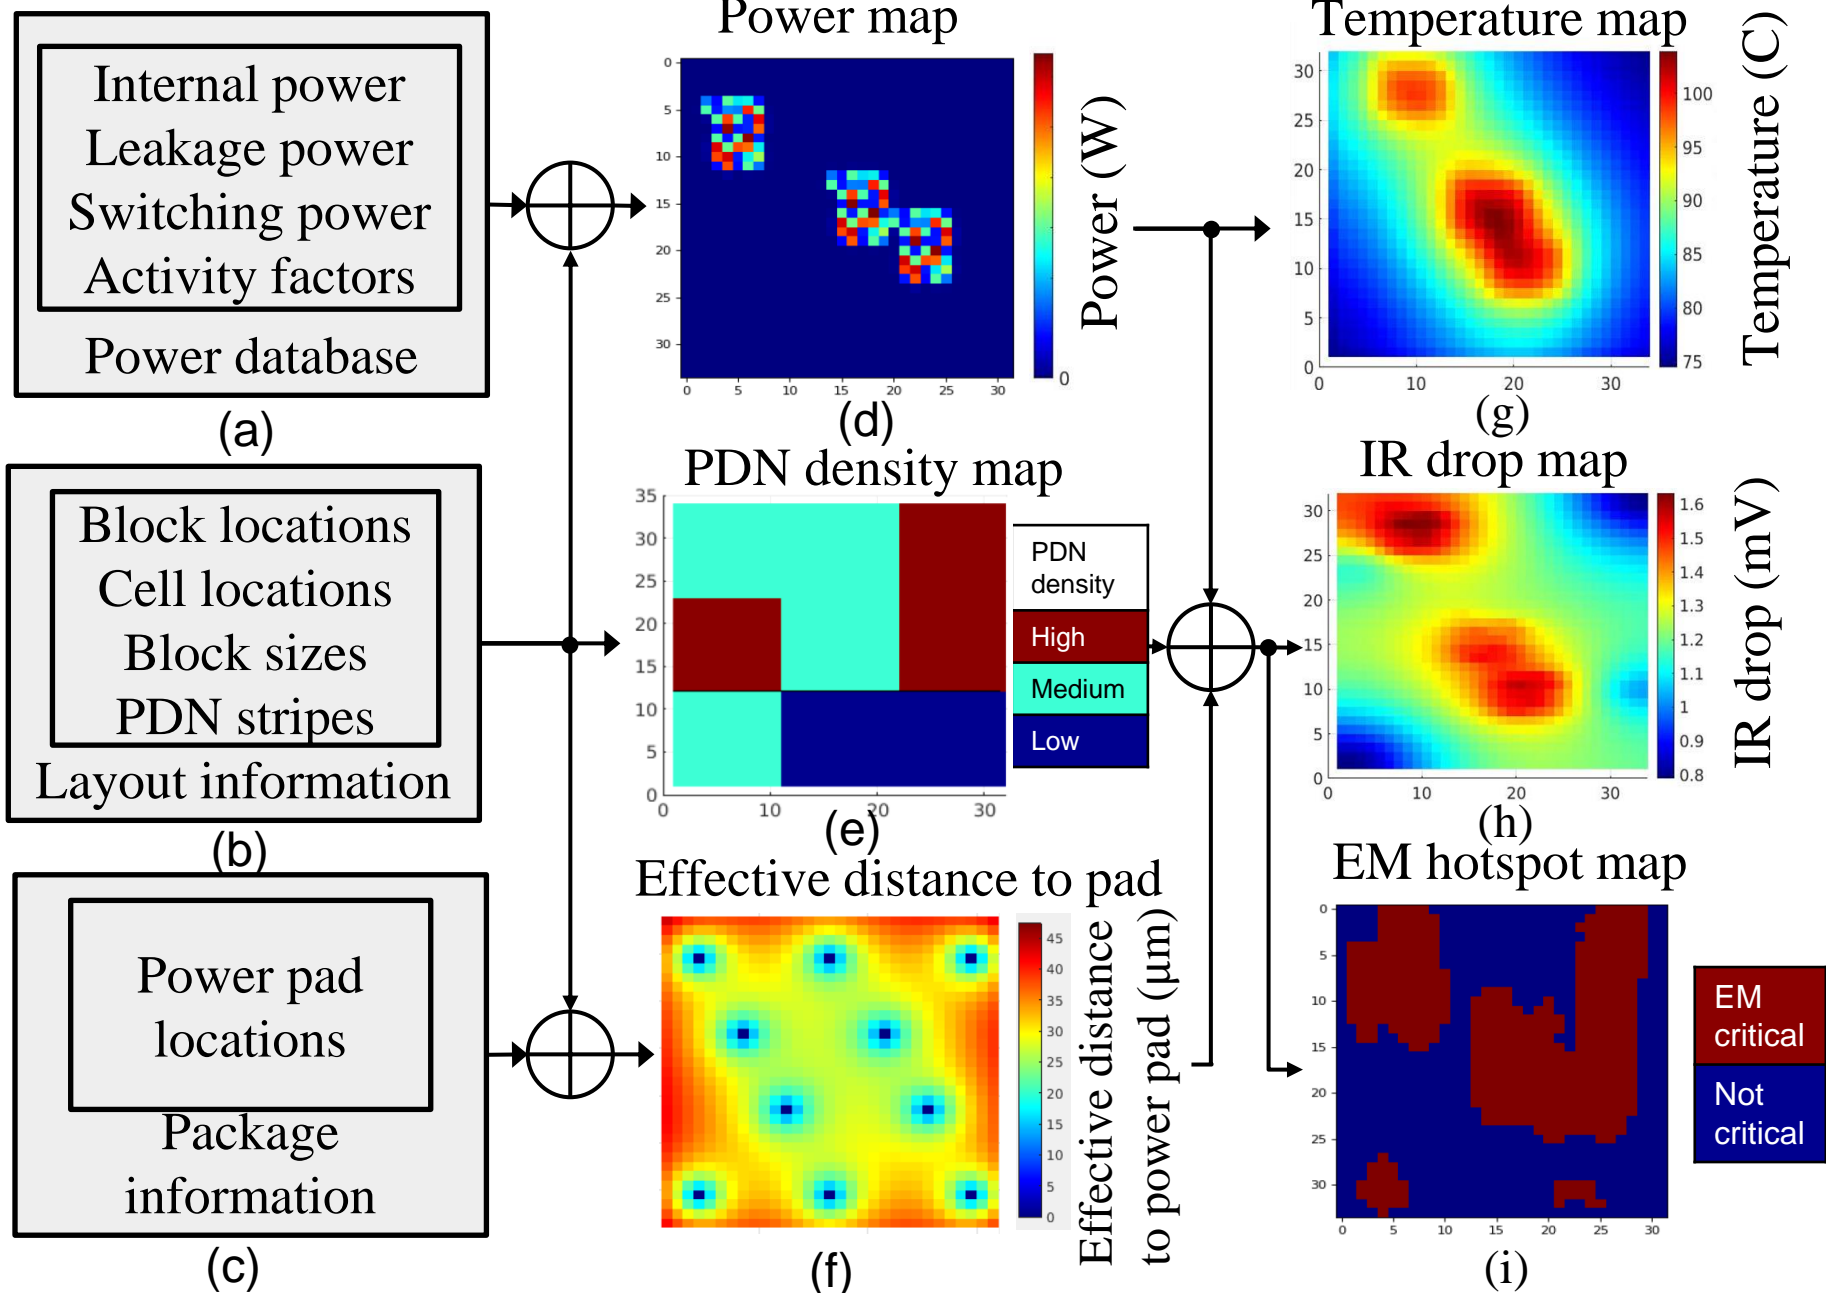 Internal power
Leakage power
Switching power
Activity factors
Power database
(a)
Block locations
Cell locations
Block sizes
PDN stripes
Layout information
(b)
Power pad
locations
Package
information
(c)
Power map
0
5
10
15
20
25
30
0 5 10 15 20 25 30
0
Power (W)
(d)
PDN density map
35
30
25
20
15
10
5
0
0 10 20 30
PDN
density
High
Medium
Low
(e)
Effective distance to pad
45
40
35
30
25
20
15
10
5
0
Effective distance
to power pad (μm)
(f)
Temperature map
30
25
20
15
10
5
0
0 10 20 30
100
95
90
85
80
75
Temperature (C)
(g)
IR drop map
30
25
20
15
10
5
0
0 10 20 30
1.6
1.5
1.4
1.3
1.2
1.1
1
0.9
0.8
IR drop (mV)
(h)
EM hotspot map
0
5
10
15
20
25
30
0 5 10 15 20 25 30
EM
critical
Not
critical
(i)